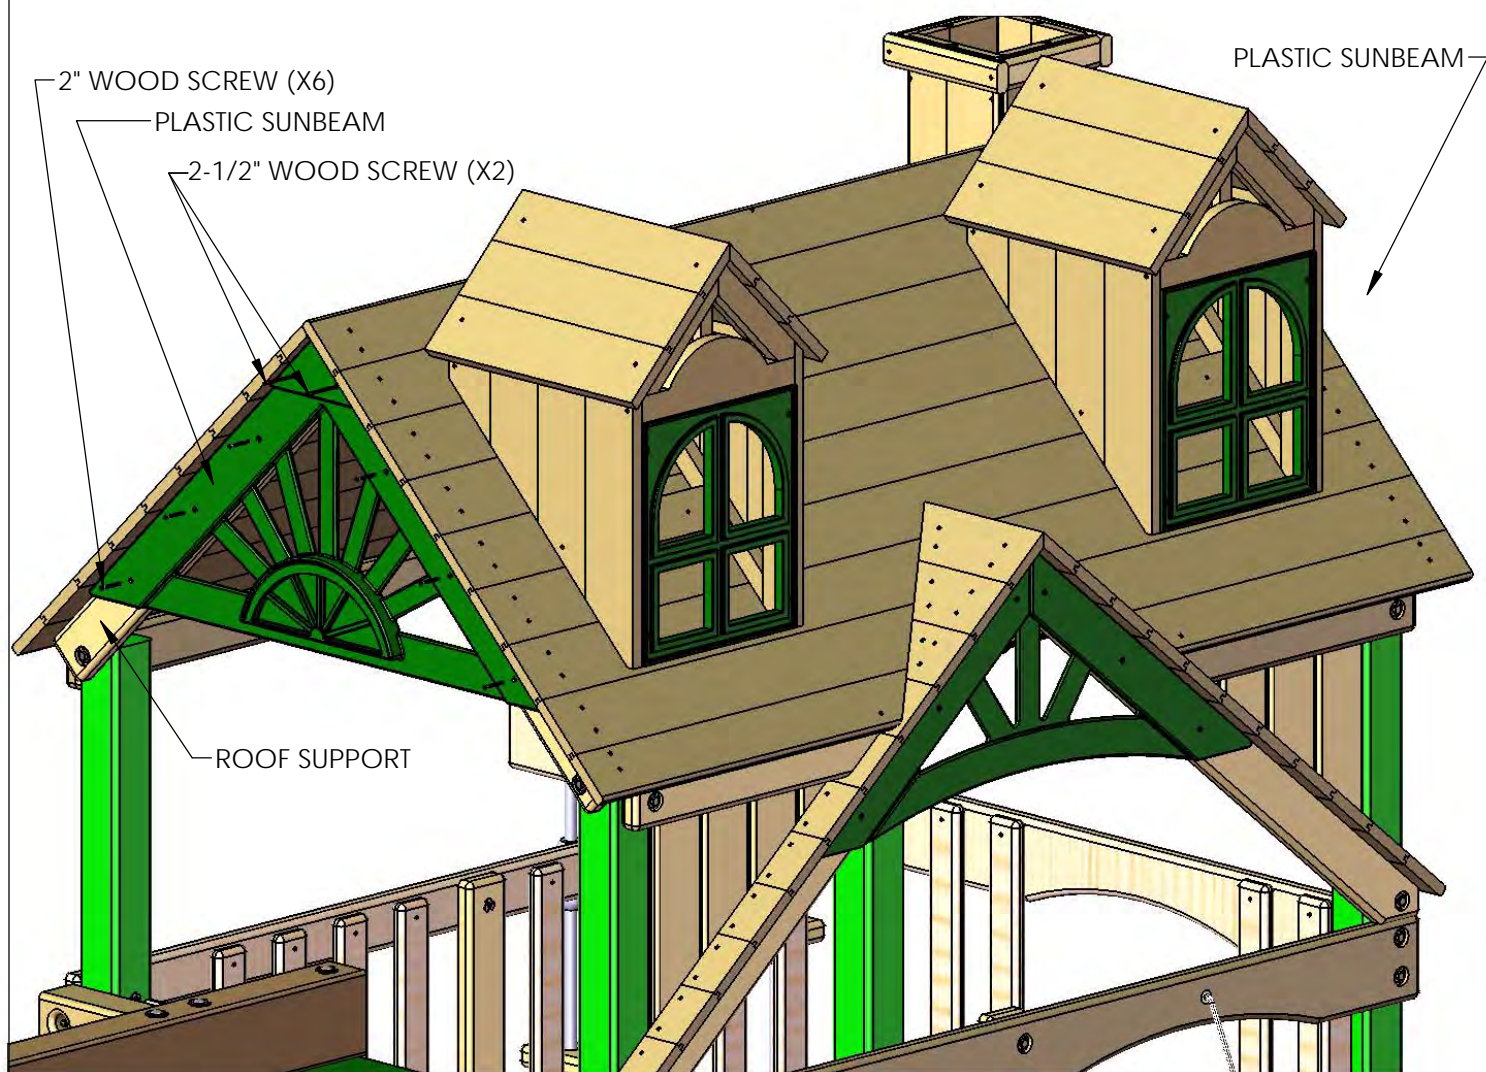 2" WOOD SCREW (X6)
PLASTIC SUNBEAM
2-1/2" WOOD SCREW (X2)
PLASTIC SUNBEAM
ROOF SUPPORT